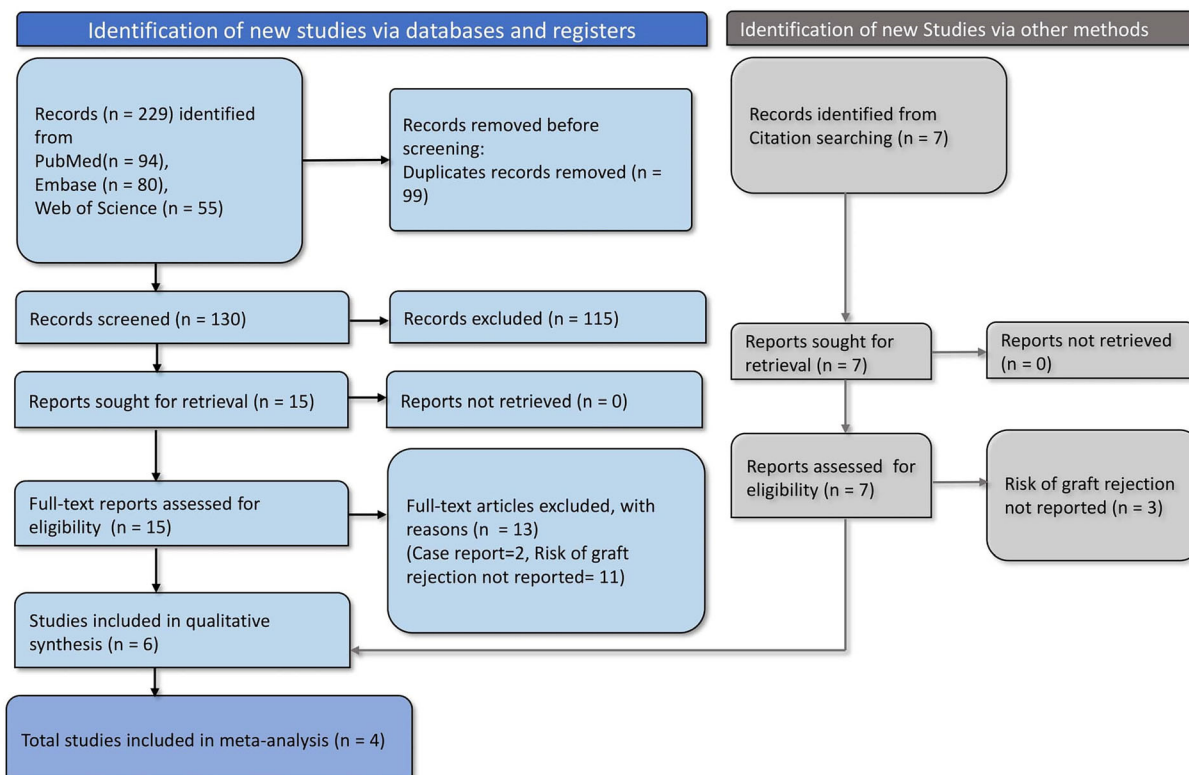 Identification of new studies via databases and registers
Identification of new Studies via other methods
Records (n = 229) identified
from
PubMed(n = 94),
Embase (n = 80),
Web of Science (n = 55)
Records removed before
screening:
Duplicates records removed (n =
99)
Records identified from
Citation searching (n = 7)
Records screened (n = 130)
Records excluded (n = 115)
Reports sought for
retrieval (n = 7)
Reports not retrieved
(n = 0)
Reports sought for retrieval (n = 15)
Reports not retrieved (n = 0)
Reports assessed  for
eligibility (n = 7)
Risk of graft rejection
not reported (n = 3)
Full-text reports assessed for
eligibility  (n = 15)
Full-text articles excluded, with
reasons (n  = 13)
(Case report=2, Risk of graft
rejection not reported= 11)
Studies included in qualitative
synthesis (n = 6)
Total studies included in meta-analysis (n = 4)